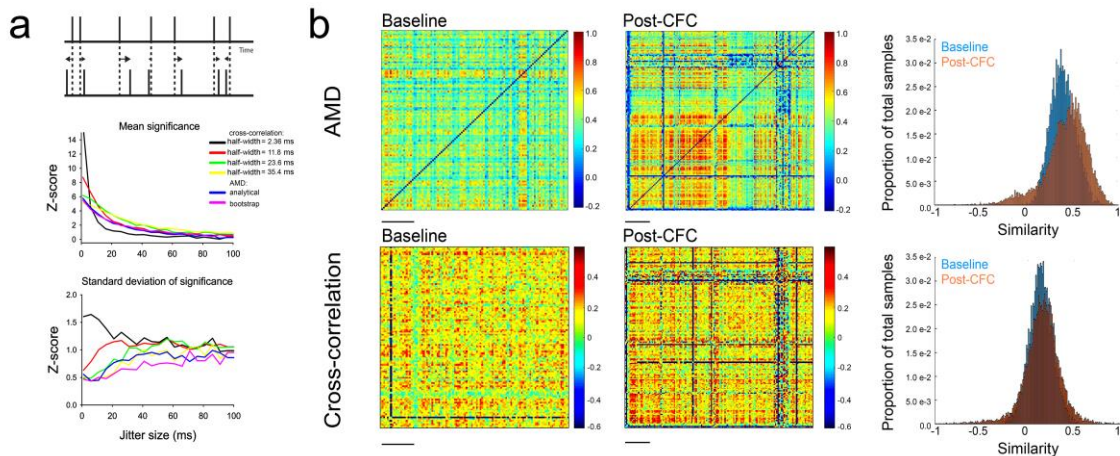 a
Time
Mean significance
cross-correlation:
half-width= 2.36 ms
half-width= 11.8 ms
half-width= 23.6 ms
half-width= 35.4 ms
AMD:
analytical
bootstrap
Z-score
14
12
10
8
6
4
2
0
0 20 40 60 80 100
Standard deviation of significance
Z-score
2.0
1.5
1.0
0.5
0.0
0 20 40 60 80 100
Jitter size (ms)
b
AMD
Baseline
1.0
0.8
0.6
0.4
0.2
0
-0.2
Post-CFC
1.0
0.8
0.6
0.4
0.2
0
-0.2
Proportion of total samples
3.5 e-2
3.0 e-2
2.5 e-2
2.0 e-2
1.5 e-2
1.0 e-2
5.0 e-3
Baseline
Post-CFC
-1 -0.5 0 0.5 1
Similarity
Cross-correlation
Baseline
0.4
0.2
0
-0.2
-0.4
-0.6
Post-CFC
0.4
0.2
0
-0.2
-0.4
-0.6
Proportion of total samples
3.5 e-2
3.0 e-2
2.5 e-2
2.0 e-2
1.5 e-2
1.0 e-2
5.0 e-3
0
Baseline
Post-CFC
-1 -0.5 0 0.5 1
Similarity